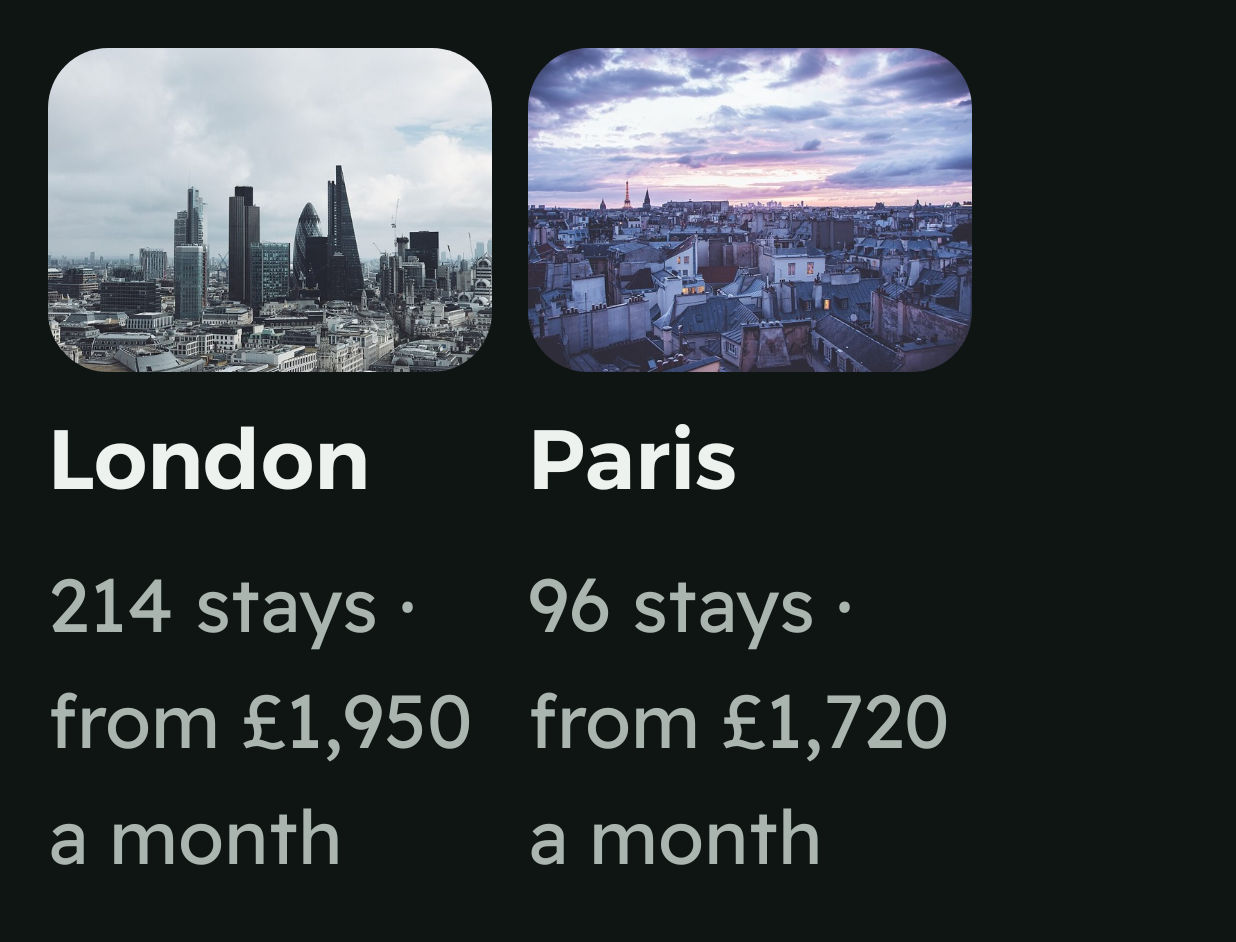 London
214 stays ·
from £1,950
a month
Paris
96 stays ·
from £1,720
a month